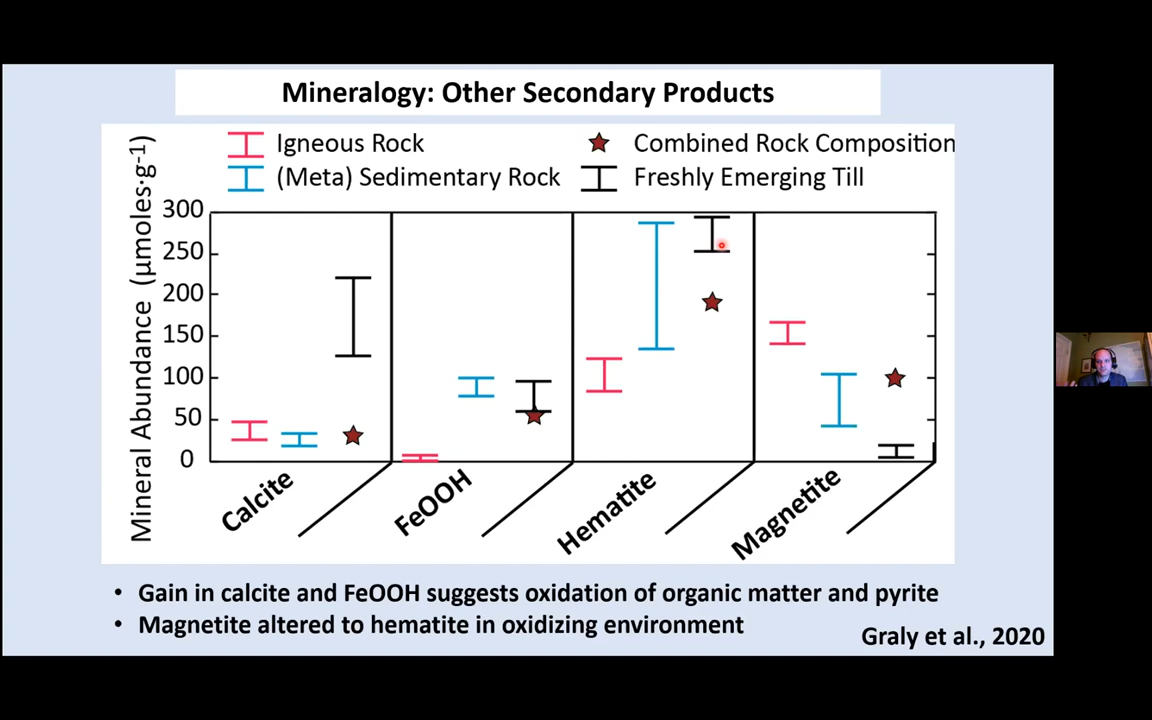 Mineralogy: Other Secondary Products
Igneous Rock
Combined Rock Composition
(Meta) Sedimentary Rock
Freshly Emerging Till
Mineral Abundance (μmoles·g⁻¹)
300
250
200
150
100
50
0
Calcite
FeOOH
Hematite
Magnetite
• Gain in calcite and FeOOH suggests oxidation of organic matter and pyrite
• Magnetite altered to hematite in oxidizing environment
Graly et al., 2020